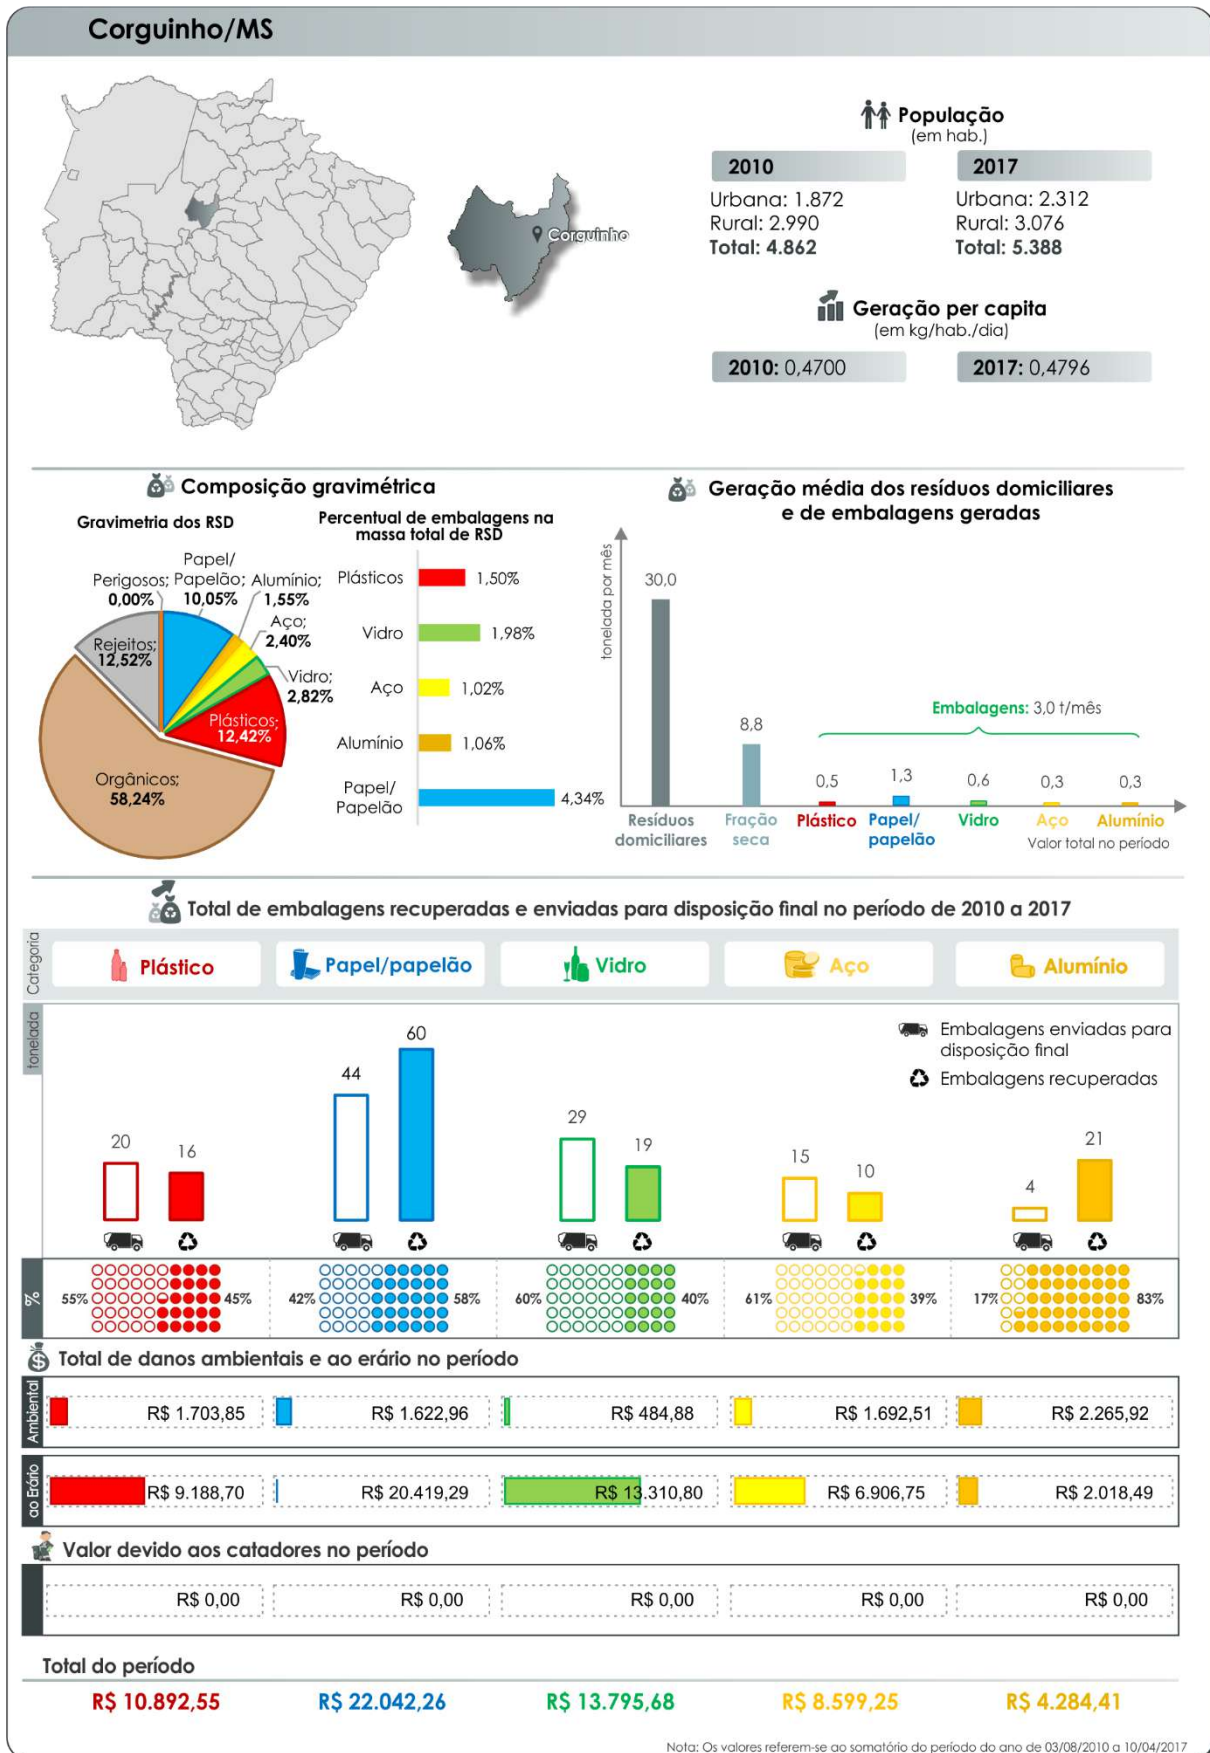 Corguinho/MS
Corguinho
População
(em hab.)
2010
Urbana: 1.872
Rural: 2.990
Total: 4.862
2017
Urbana: 2.312
Rural: 3.076
Total: 5.388
Geração per capita
(em kg/hab./dia)
2010: 0,4700
2017: 0,4796
Composição gravimétrica
Gravimetria dos RSD
Perigosos;
0,00%
Papel/
Papelão;
10,05%
Alumínio;
1,55%
Aço;
2,40%
Vidro;
2,82%
Plásticos;
12,42%
Orgânicos;
58,24%
Rejeitos;
12,52%
Percentual de embalagens na
massa total de RSD
Plásticos 1,50%
Vidro 1,98%
Aço 1,02%
Alumínio 1,06%
Papel/
Papelão 4,34%
Geração média dos resíduos domiciliares
e de embalagens geradas
tonelada por mês
30,0
8,8
Embalagens: 3,0 t/mês
0,5 1,3 0,6 0,3 0,3
Resíduos
domiciliares
Fração
seca
Plástico
Papel/
papelão
Vidro
Aço
Alumínio
Valor total no período
Total de embalagens recuperadas e enviadas para disposição final no período de 2010 a 2017
Categoria
Plástico
Papel/papelão
Vidro
Aço
Alumínio
tonelada
Embalagens enviadas para
disposição final
Embalagens recuperadas
20 16
44 60
29 19
15 10
4 21
%
55% 45%
42% 58%
60% 40%
61% 39%
17% 83%
Total de danos ambientais e ao erário no período
Ambiental
R$ 1.703,85
R$ 1.622,96
R$ 484,88
R$ 1.692,51
R$ 2.265,92
ao Erário
R$ 9.188,70
R$ 20.419,29
R$ 13.310,80
R$ 6.906,75
R$ 2.018,49
Valor devido aos catadores no período
R$ 0,00
R$ 0,00
R$ 0,00
R$ 0,00
R$ 0,00
Total do período
R$ 10.892,55
R$ 22.042,26
R$ 13.795,68
R$ 8.599,25
R$ 4.284,41
Nota: Os valores referem-se ao somatório do período do ano de 03/08/2010 a 10/04/2017